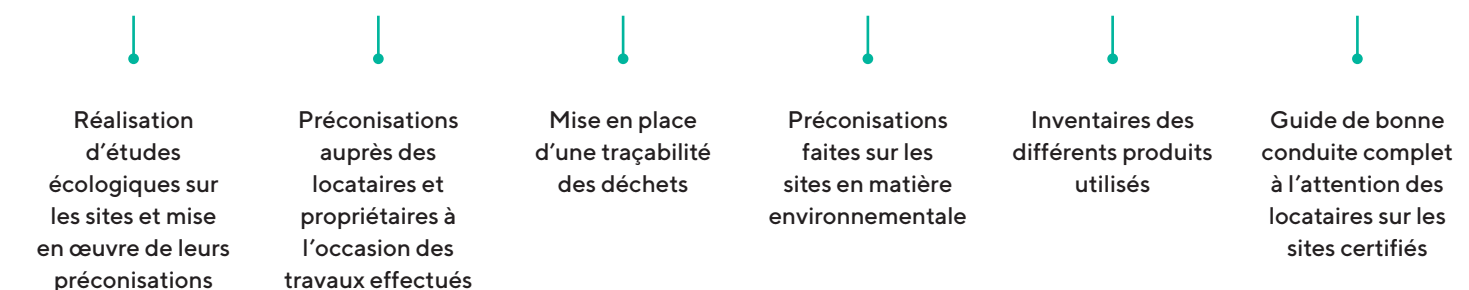 Réalisation
d'études
écologiques sur
les sites et mise
en œuvre de leurs
préconisations
Préconisations
auprès des
locataires et
propriétaires à
l'occasion des
travaux effectués
Mise en place
d'une traçabilité
des déchets
Préconisations
faites sur les
sites en matière
environnementale
Inventaires des
différents produits
utilisés
Guide de bonne
conduite complet
à l'attention des
locataires sur les
sites certifiés